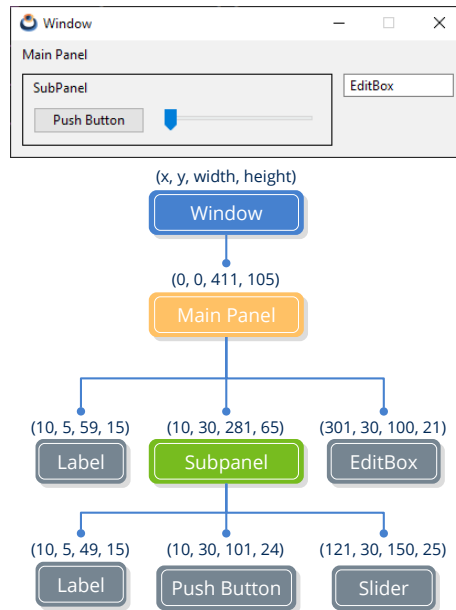 Window
Main Panel
SubPanel
EditBox
Push Button
(x, y, width, height)
Window
(0, 0, 411, 105)
Main Panel
(10, 5, 59, 15) (10, 30, 281, 65) (301, 30, 100, 21)
Label Subpanel EditBox
(10, 5, 49, 15) (10, 30, 101, 24) (121, 30, 150, 25)
Label Push Button Slider